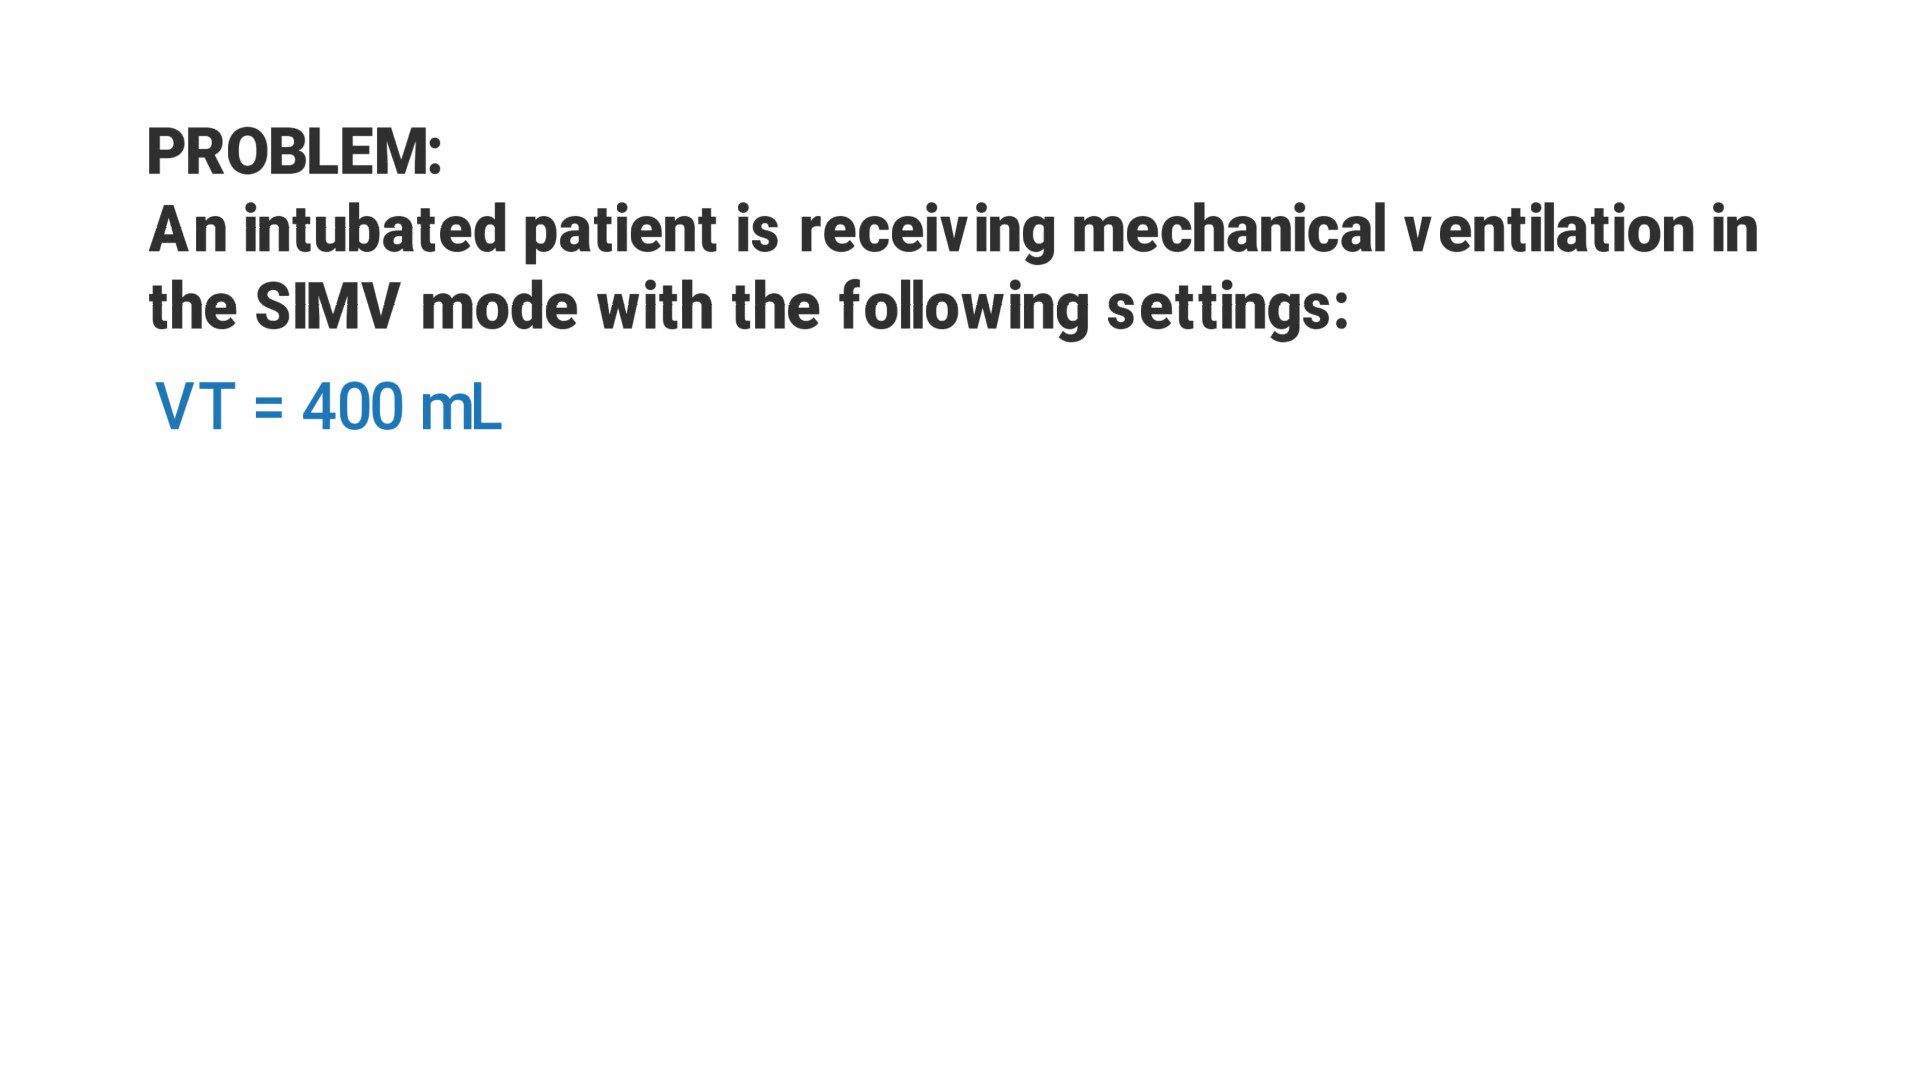 PROBLEM:
An intubated patient is receiving mechanical ventilation in
the SIMV mode with the following settings:
VT = 400 mL